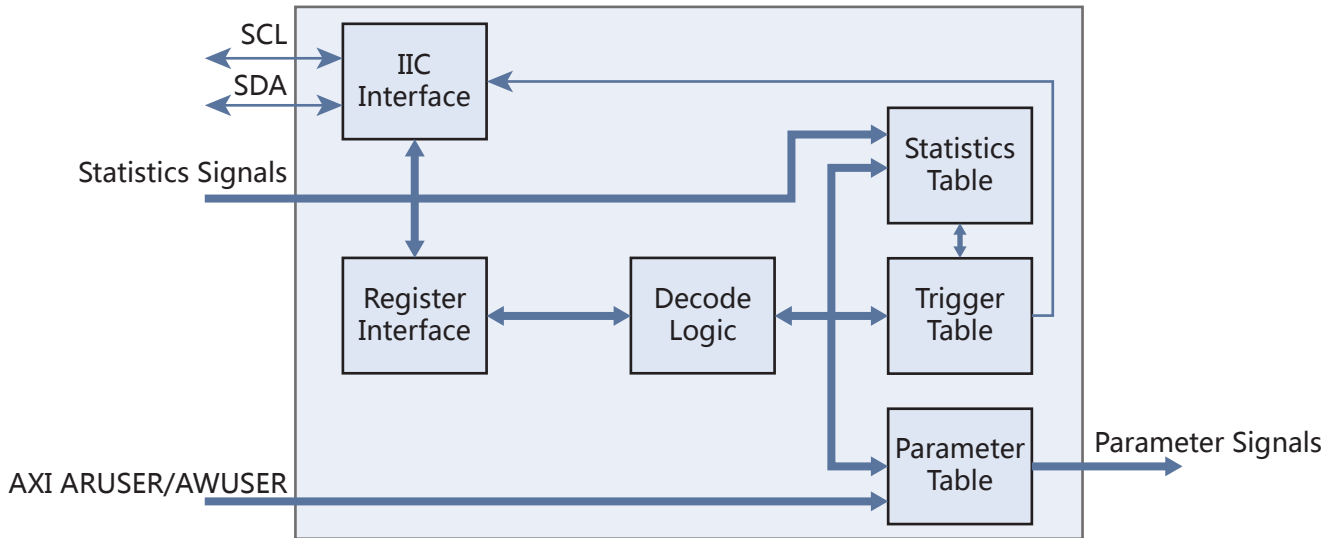 SCL
SDA
IIC
Interface
Statistics Signals
Statistics
Table
Register
Interface
Decode
Logic
Trigger
Table
AXI ARUSER/AWUSER
Parameter
Table
Parameter Signals